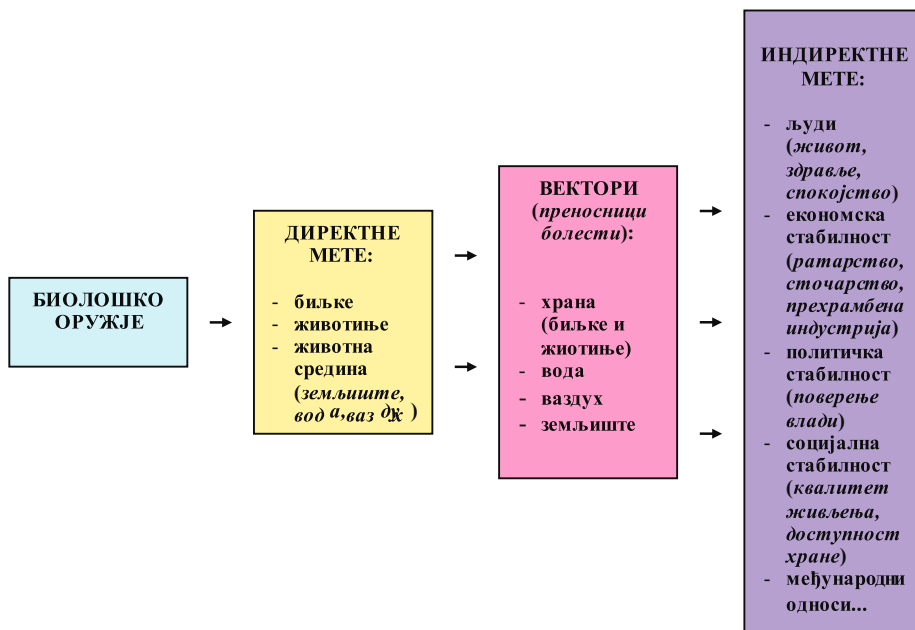 БИОЛОШКО
ОРУЖЈЕ
ДИРЕКТНЕ
МЕТЕ:
- биљке
- животиње
- животна
средина
(земљиште,
вода,ваздух)
ВЕКТОРИ
(преносници
болести):
- храна
(биљке и
жиотиње)
- вода
- ваздух
- земљиште
ИНДИРЕКТНЕ
МЕТЕ:
- људи
(живот,
здравље,
спокојство)
- економска
стабилност
(ратарство,
сточарство,
прехрамбена
индустрија)
- политичка
стабилност
(поверење
влади)
- социјална
стабилност
(квалитет
живљења,
доступност
хране)
- међународни
односи...